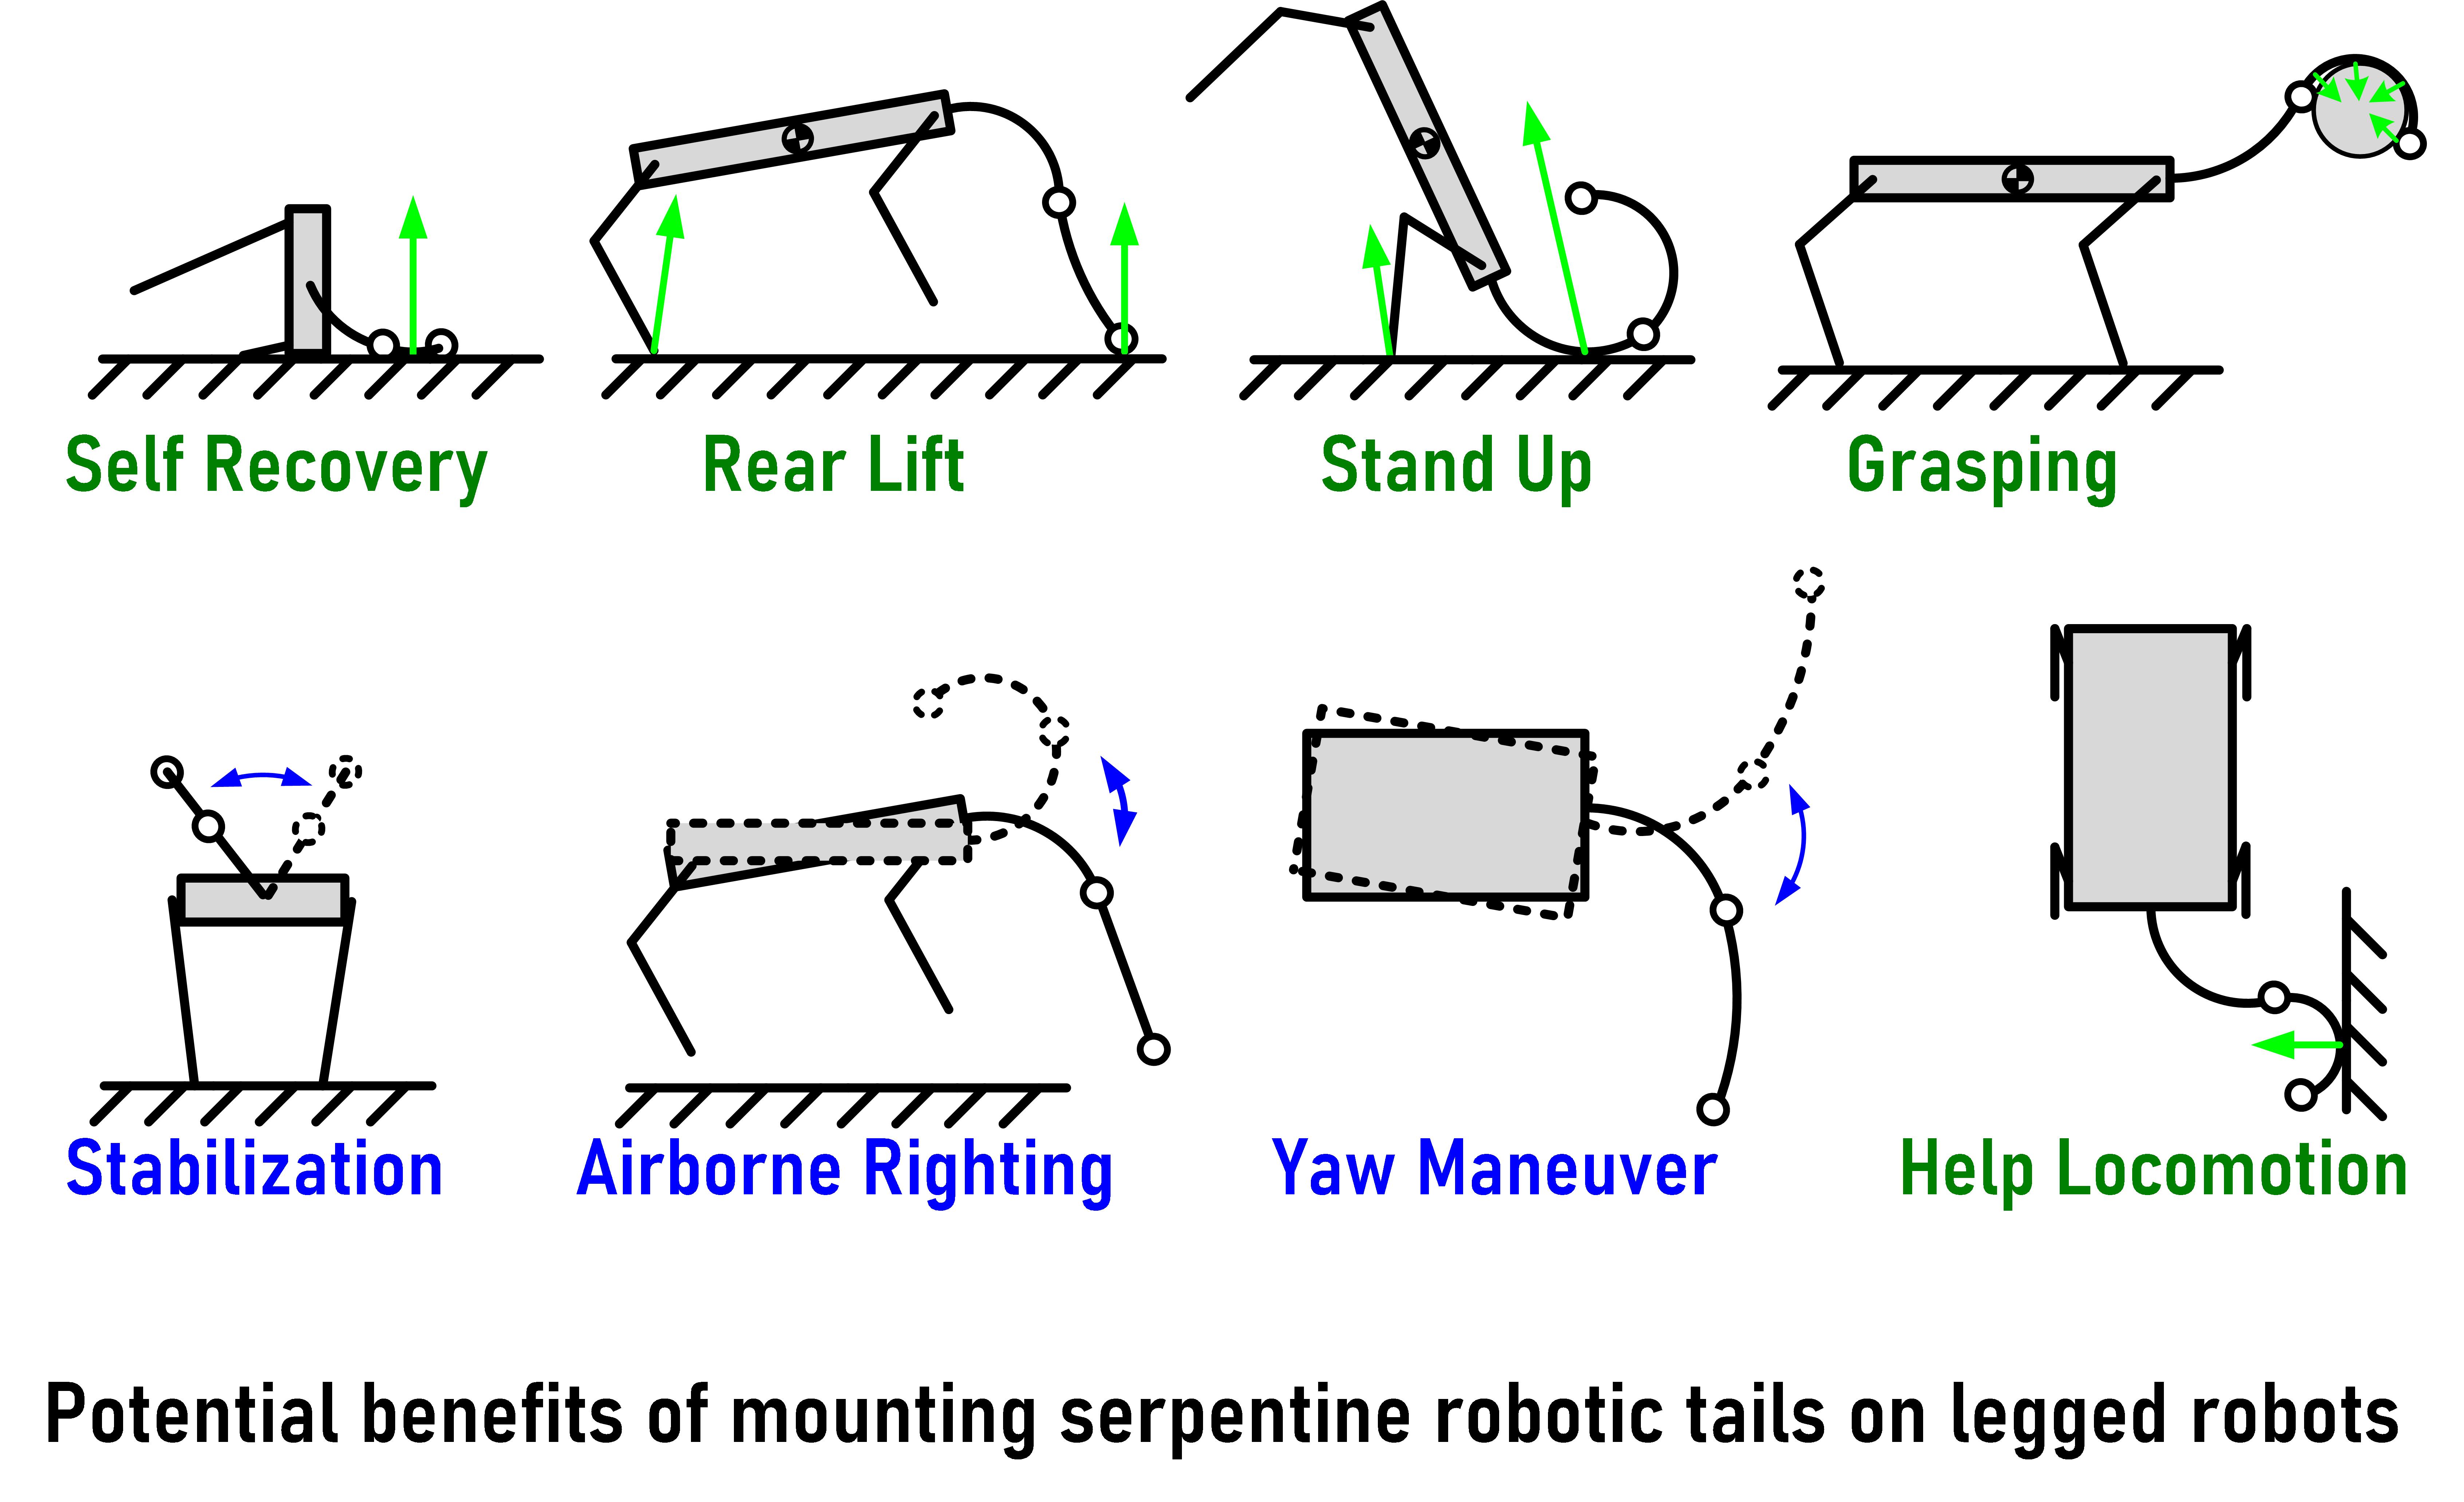 Self Recovery
Rear Lift
Stand Up
Grasping
Stabilization
Airborne Righting
Yaw Maneuver
Help Locomotion
Potential benefits of mounting serpentine robotic tails on legged robots